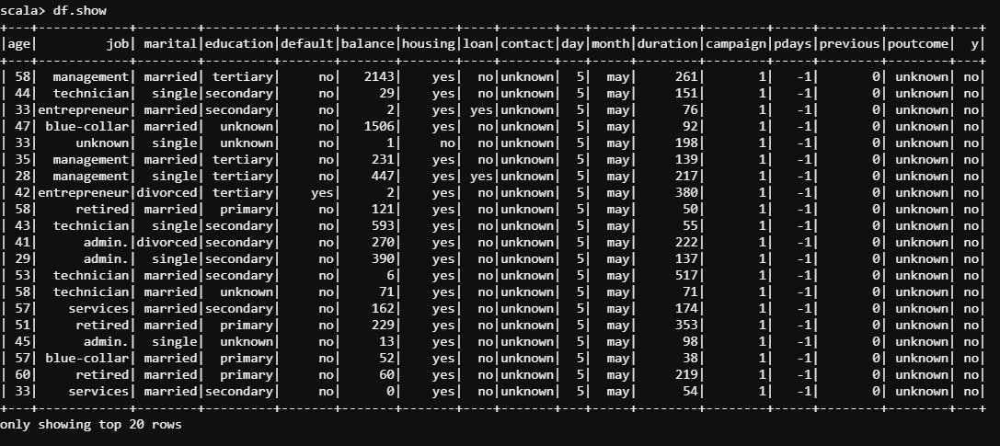 scala> df.show
+---+------------+--------+---------+-------+-------+-------+----+-------+---+-----+--------+--------+-----+--------+--------+---+
|age|         job| marital|education|default|balance|housing|loan|contact|day|month|duration|campaign|pdays|previous|poutcome|  y|
+---+------------+--------+---------+-------+-------+-------+----+-------+---+-----+--------+--------+-----+--------+--------+---+
| 58|  management| married| tertiary|     no|   2143|    yes|  no|unknown|  5|  may|     261|       1|   -1|       0| unknown| no|
| 44|  technician|  single|secondary|     no|     29|    yes|  no|unknown|  5|  may|     151|       1|   -1|       0| unknown| no|
| 33|entrepreneur| married|secondary|     no|      2|    yes| yes|unknown|  5|  may|      76|       1|   -1|       0| unknown| no|
| 47| blue-collar| married|  unknown|     no|   1506|    yes|  no|unknown|  5|  may|      92|       1|   -1|       0| unknown| no|
| 33|     unknown|  single|  unknown|     no|      1|     no|  no|unknown|  5|  may|     198|       1|   -1|       0| unknown| no|
| 35|  management| married| tertiary|     no|    231|    yes|  no|unknown|  5|  may|     139|       1|   -1|       0| unknown| no|
| 28|  management|  single| tertiary|     no|    447|    yes| yes|unknown|  5|  may|     217|       1|   -1|       0| unknown| no|
| 42|entrepreneur|divorced| tertiary|    yes|      2|    yes|  no|unknown|  5|  may|     380|       1|   -1|       0| unknown| no|
| 58|     retired| married|  primary|     no|    121|    yes|  no|unknown|  5|  may|      50|       1|   -1|       0| unknown| no|
| 43|  technician|  single|secondary|     no|    593|    yes|  no|unknown|  5|  may|      55|       1|   -1|       0| unknown| no|
| 41|      admin.|divorced|secondary|     no|    270|    yes|  no|unknown|  5|  may|     222|       1|   -1|       0| unknown| no|
| 29|      admin.|  single|secondary|     no|    390|    yes|  no|unknown|  5|  may|     137|       1|   -1|       0| unknown| no|
| 53|  technician| married|secondary|     no|      6|    yes|  no|unknown|  5|  may|     517|       1|   -1|       0| unknown| no|
| 58|  technician| married|  unknown|     no|     71|    yes|  no|unknown|  5|  may|      71|       1|   -1|       0| unknown| no|
| 57|    services| married|secondary|     no|    162|    yes|  no|unknown|  5|  may|     174|       1|   -1|       0| unknown| no|
| 51|     retired| married|  primary|     no|    229|    yes|  no|unknown|  5|  may|     353|       1|   -1|       0| unknown| no|
| 45|      admin.|  single|  unknown|     no|     13|    yes|  no|unknown|  5|  may|      98|       1|   -1|       0| unknown| no|
| 57| blue-collar| married|  primary|     no|     52|    yes|  no|unknown|  5|  may|      38|       1|   -1|       0| unknown| no|
| 60|     retired| married|  primary|     no|     60|    yes|  no|unknown|  5|  may|     219|       1|   -1|       0| unknown| no|
| 33|    services| married|secondary|     no|      0|    yes|  no|unknown|  5|  may|      54|       1|   -1|       0| unknown| no|
+---+------------+--------+---------+-------+-------+-------+----+-------+---+-----+--------+--------+-----+--------+--------+---+
only showing top 20 rows